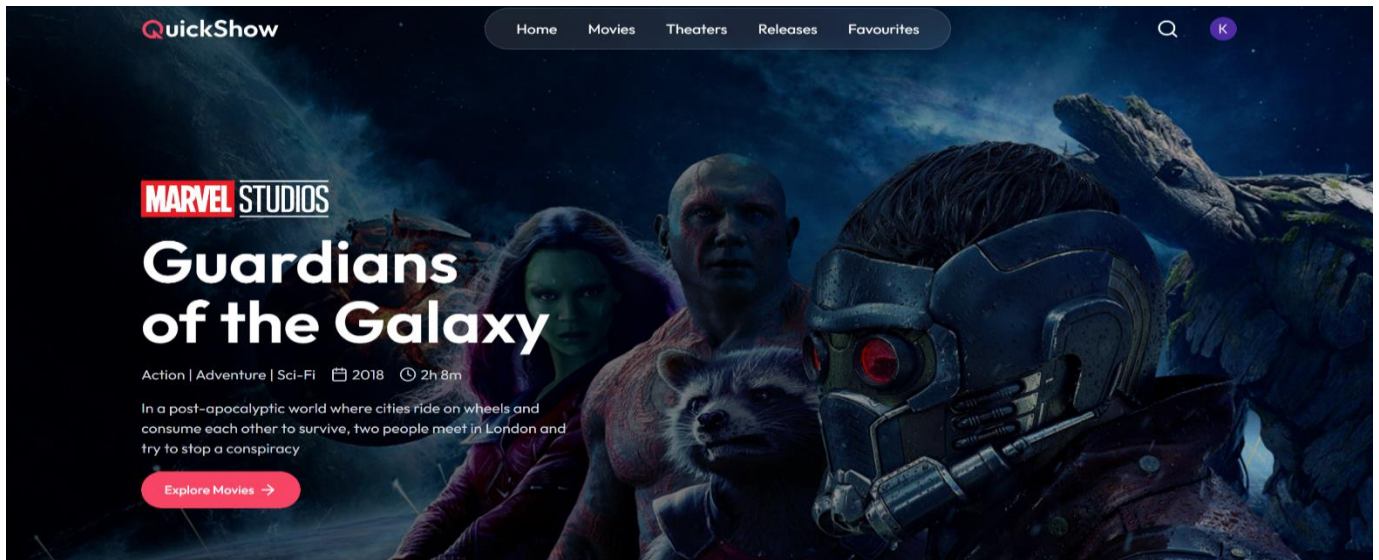 QuickShow
Home Movies Theaters Releases Favourites
K
MARVEL STUDIOS
Guardians
of the Galaxy
Action | Adventure | Sci-Fi 2018 2h 8m
In a post-apocalyptic world where cities ride on wheels and
consume each other to survive, two people meet in London and
try to stop a conspiracy
Explore Movies →